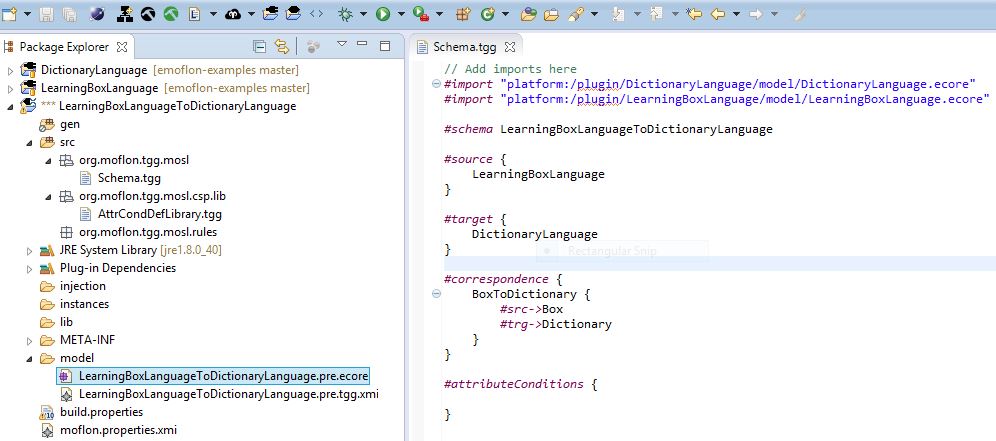 Package Explorer
DictionaryLanguage [emoflon-examples master]
LearningBoxLanguage [emoflon-examples master]
*** LearningBoxLanguageToDictionaryLanguage
gen
src
org.moflon.tgg.mosl
Schema.tgg
org.moflon.tgg.mosl.csp.lib
AttrCondDefLibrary.tgg
org.moflon.tgg.mosl.rules
JRE System Library [jre1.8.0_40]
Plug-in Dependencies
injection
instances
lib
META-INF
model
LearningBoxLanguageToDictionaryLanguage.pre.ecore
LearningBoxLanguageToDictionaryLanguage.pre.tgg.xmi
build.properties
moflon.properties.xmi
Schema.tgg
// Add imports here
#import "platform:/plugin/DictionaryLanguage/model/DictionaryLanguage.ecore"
#import "platform:/plugin/LearningBoxLanguage/model/LearningBoxLanguage.ecore"
#schema LearningBoxLanguageToDictionaryLanguage
#source {
LearningBoxLanguage
}
#target {
DictionaryLanguage
}
Rectangular Snip
#correspondence {
BoxToDictionary {
#src->Box
#trg->Dictionary
}
}
#attributeConditions {
}